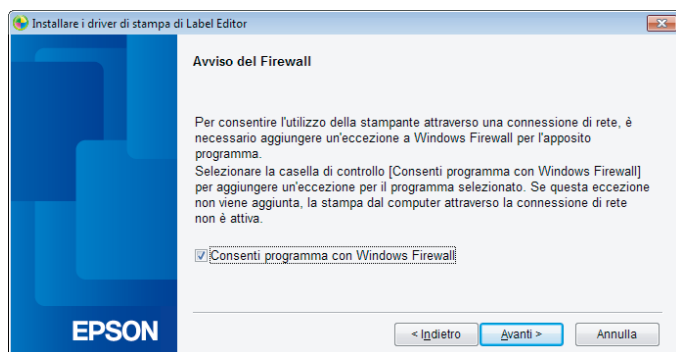 Installare i driver di stampa di Label Editor
Avviso del Firewall
Per consentire l'utilizzo della stampante attraverso una connessione di rete, è
necessario aggiungere un'eccezione a Windows Firewall per l'apposito
programma.
Selezionare la casella di controllo [Consenti programma con Windows Firewall]
per aggiungere un'eccezione per il programma selezionato. Se questa eccezione
non viene aggiunta, la stampa dal computer attraverso la connessione di rete
non è attiva.
Consenti programma con Windows Firewall
EPSON
< Indietro Avanti > Annulla